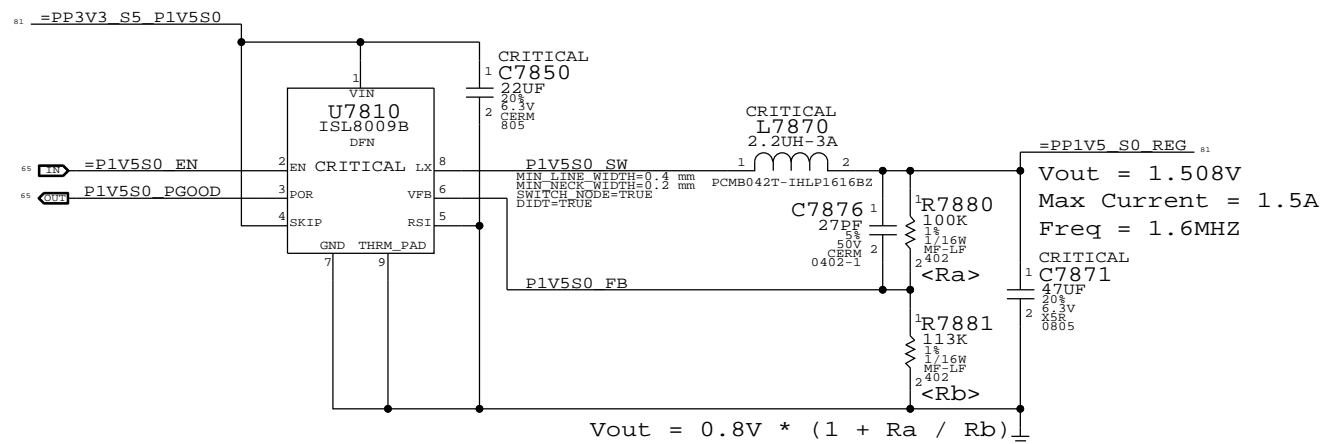 81 =PP3V3_S5_P1V5S0
CRITICAL
1 C7850
22UF
20%
6.3V
2 CERM
805
1
VIN
U7810
ISL8009B
DFN
CRITICAL
65 IN =P1V5S0_EN 2 EN
65 OUT P1V5S0_PGOOD 3 POR
4 SKIP
LX 8 P1V5S0_SW
MIN_LINE_WIDTH=0.4 mm
MIN_NECK_WIDTH=0.2 mm
SWITCH_NODE=TRUE
DIDT=TRUE
VFB 6
RSI 5
GND THRM_PAD
7 9
CRITICAL
L7870
2.2UH-3A
1 2
PCMB042T-IHLP1616BZ
=PP1V5_S0_REG 81
Vout = 1.508V
Max Current = 1.5A
Freq = 1.6MHZ
C7876 1
27PF
5%
50V
CERM 2
0402-1
1 R7880
100K
1%
1/16W
MF-LF
2 402
<Ra>
CRITICAL
1 C7871
47UF
20%
6.3V
2 X5R
0805
P1V5S0_FB
1 R7881
113K
1%
1/16W
MF-LF
2 402
<Rb>
Vout = 0.8V * (1 + Ra / Rb)